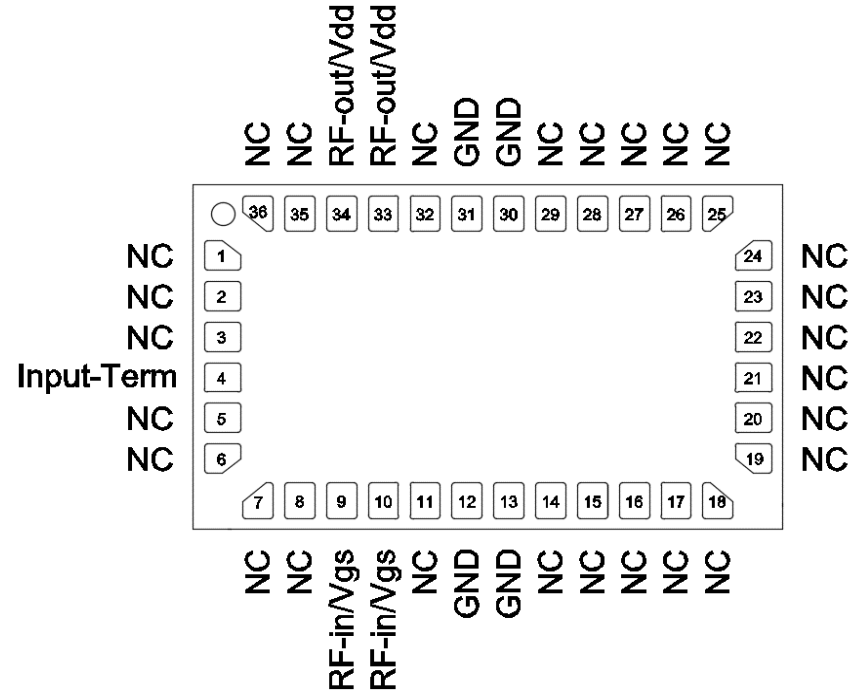 NC NC RF-out/Vdd RF-out/Vdd NC GND GND NC NC NC NC NC
36 35 34 33 32 31 30 29 28 27 26 25
NC 1 24 NC
NC 2 23 NC
NC 3 22 NC
Input-Term 4 21 NC
NC 5 20 NC
NC 6 19 NC
7 8 9 10 11 12 13 14 15 16 17 18
NC NC RF-in/Vgs RF-in/Vgs NC GND GND NC NC NC NC NC